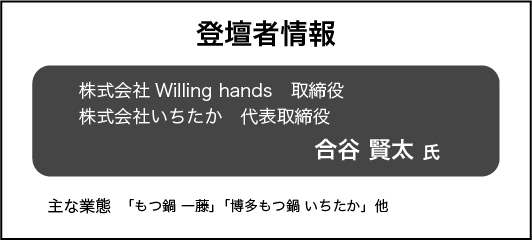 登壇者情報
株式会社 Willing hands　取締役
株式会社いちたか　代表取締役
合谷 賢太 氏
主な業態　「もつ鍋 一藤」「博多もつ鍋 いちたか」他